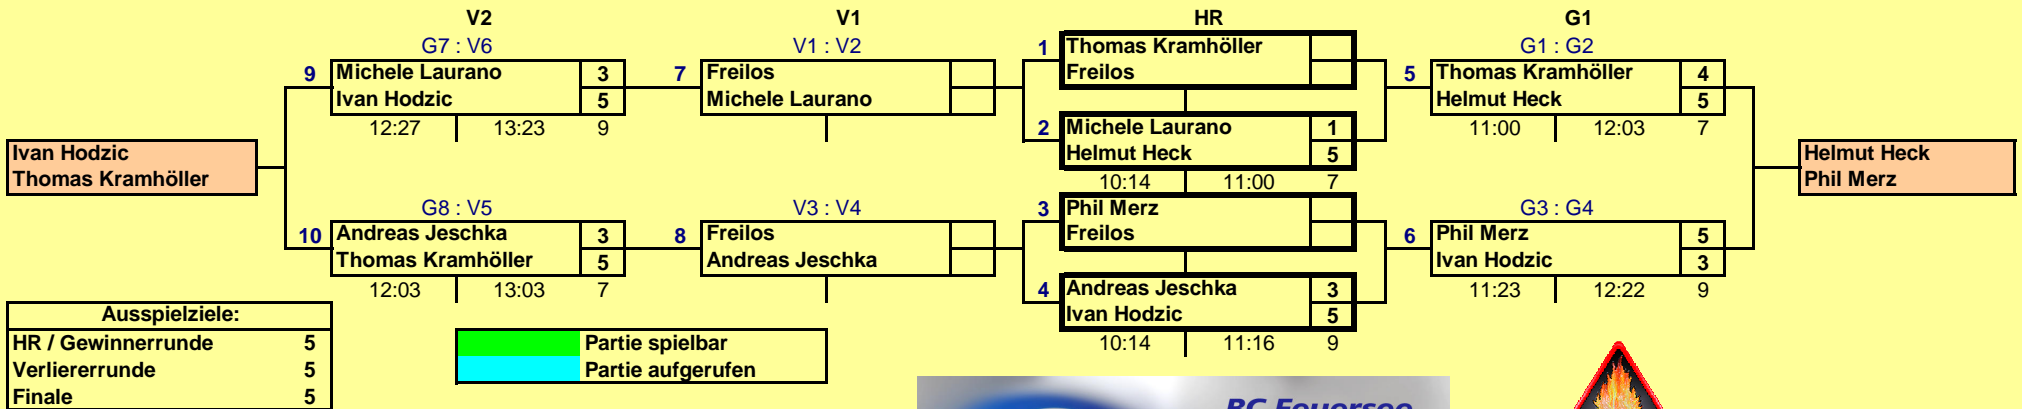 V2 V1 HR G1
G7 : V6 V1 : V2 1 Thomas Kramhöller G1 : G2
9 Michele Laurano 3 7 Freilos Freilos 5 Thomas Kramhöller 4
Ivan Hodzic 5 Michele Laurano Helmut Heck 5
12:27 13:23 9 2 Michele Laurano 1 11:00 12:03 7
Ivan Hodzic Helmut Heck 5 Helmut Heck
Thomas Kramhöller 10:14 11:00 7 Phil Merz
G8 : V5 V3 : V4 3 Phil Merz G3 : G4
10 Andreas Jeschka 3 8 Freilos Freilos 6 Phil Merz 5
Thomas Kramhöller 5 Andreas Jeschka Ivan Hodzic 3
12:03 13:03 7 4 Andreas Jeschka 3 11:23 12:22 9
Ausspielziele: Ivan Hodzic 5
HR / Gewinnerrunde 5 Partie spielbar 10:14 11:16 9
Verliererrunde 5 Partie aufgerufen
Finale 5
BC Feuersee